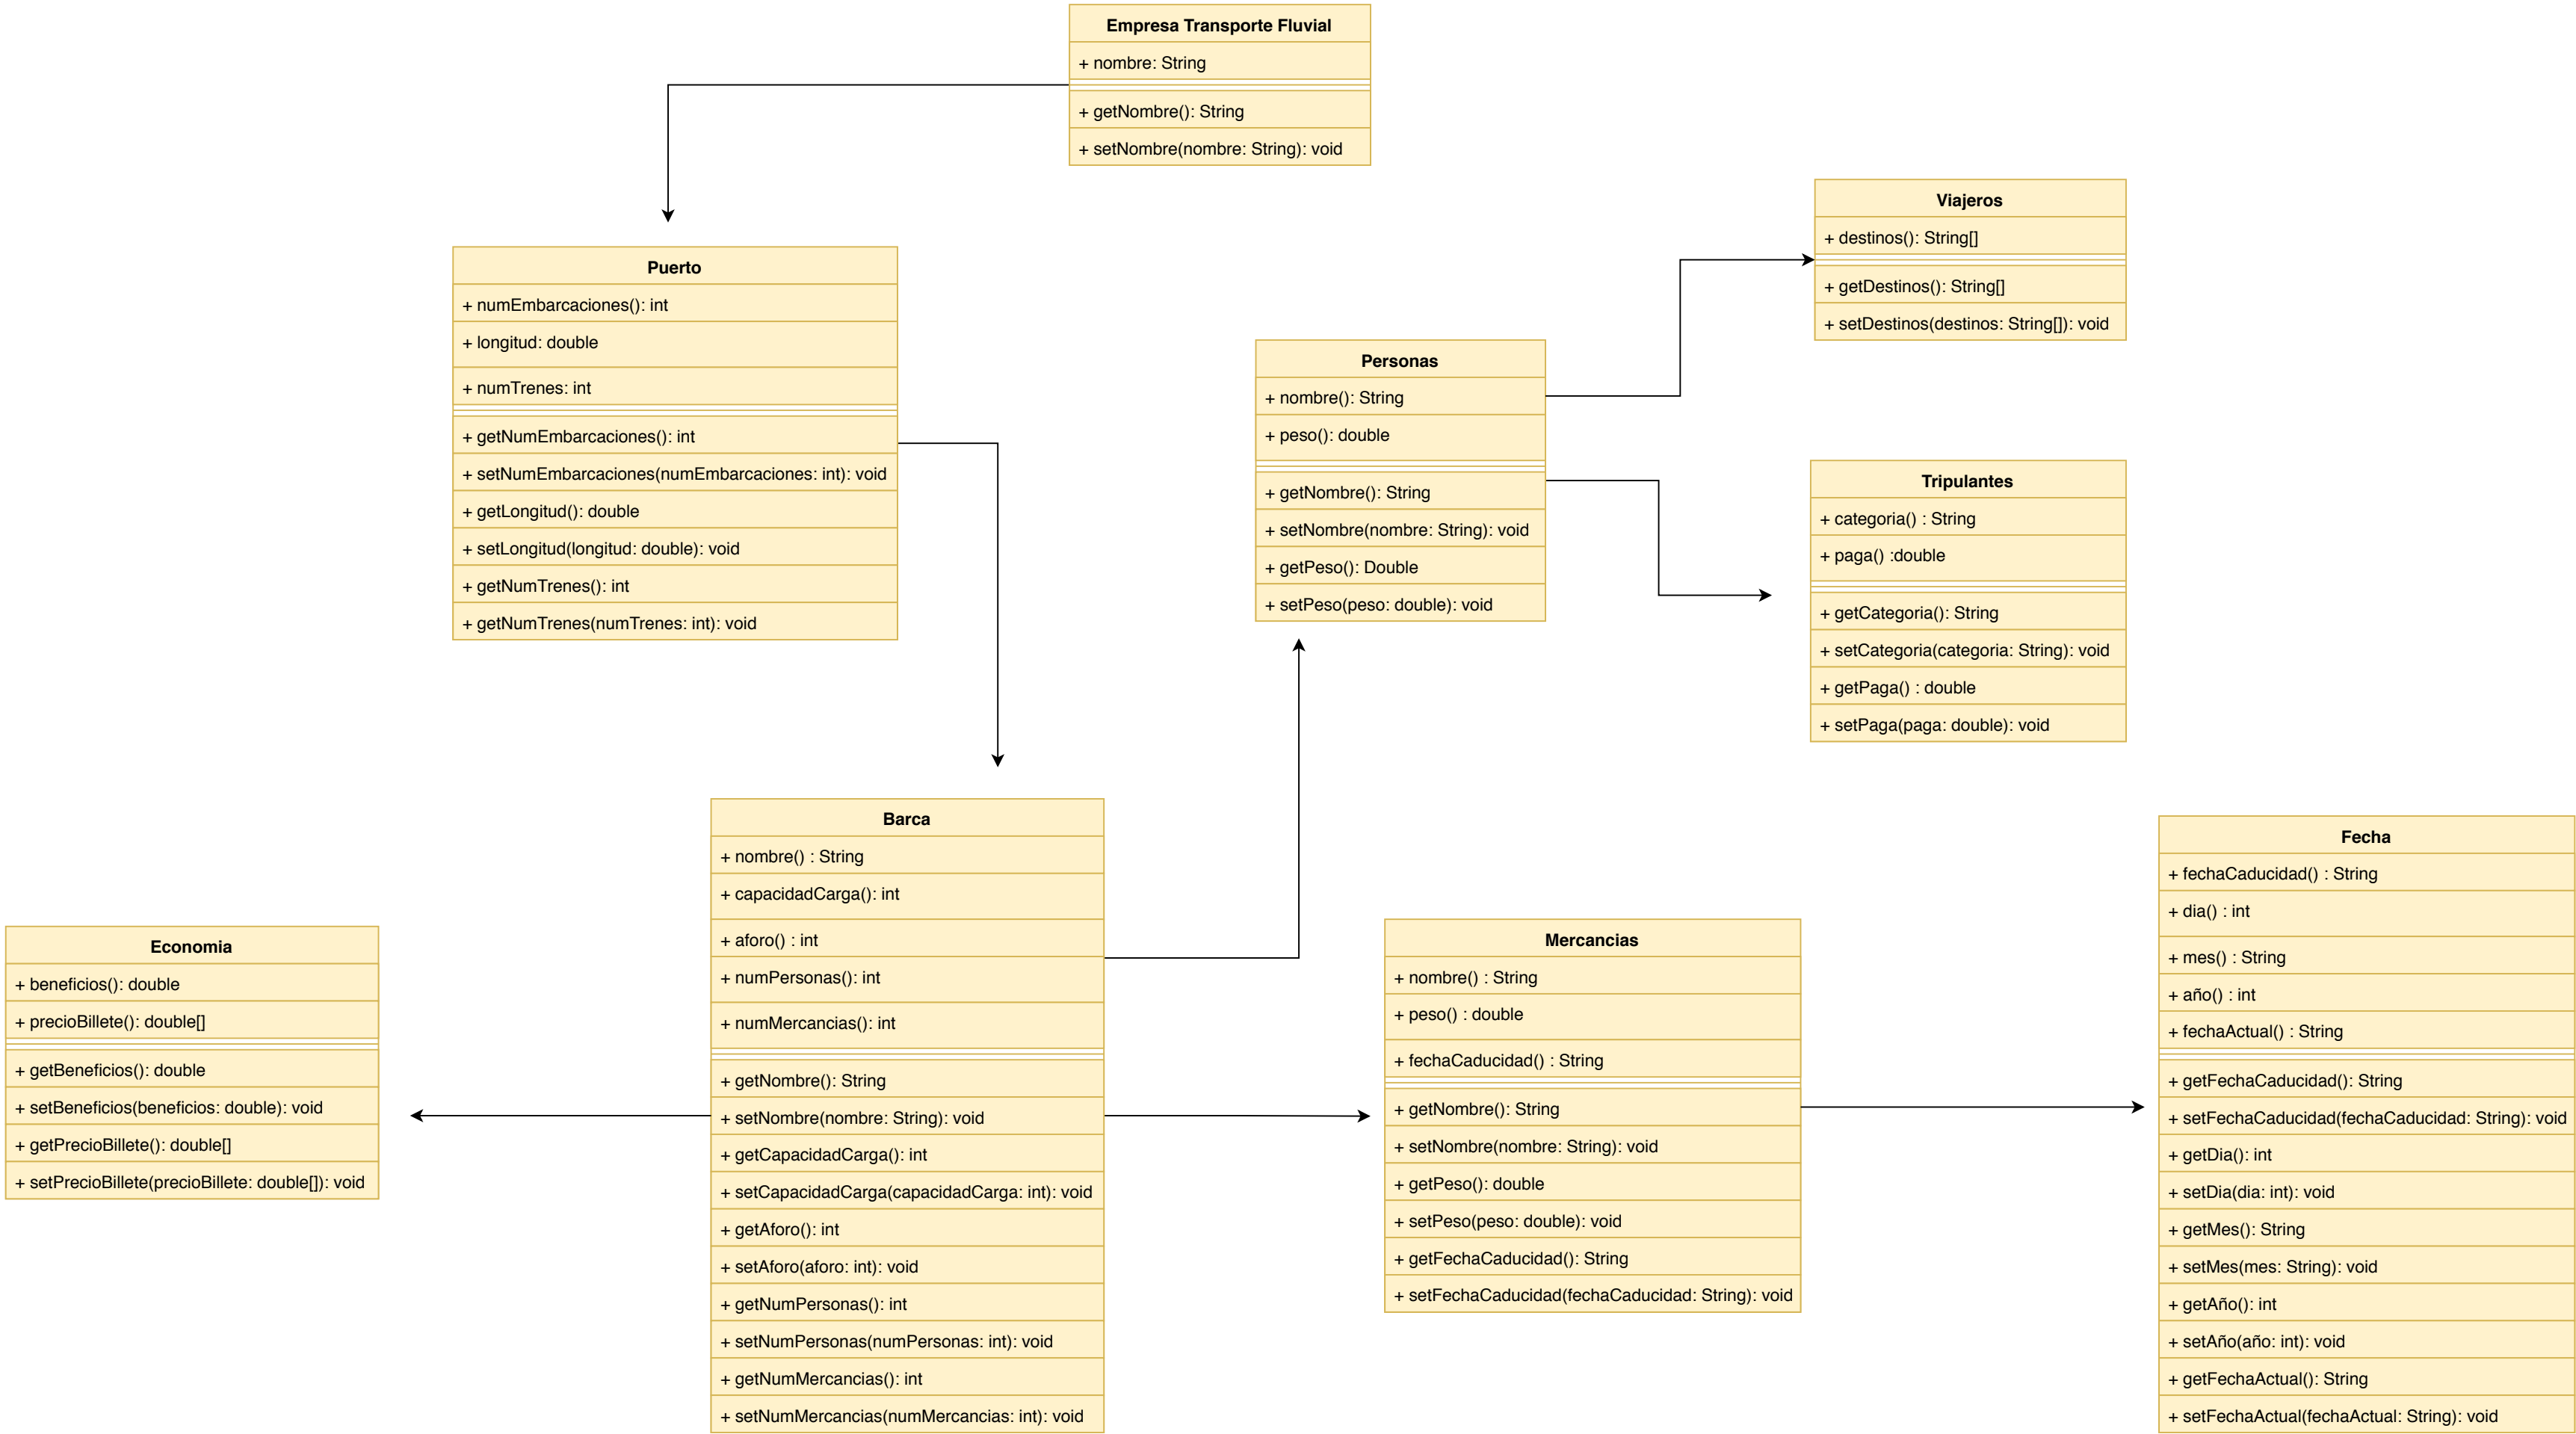 Empresa Transporte Fluvial
+ nombre: String
+ getNombre(): String
+ setNombre(nombre: String): void
Puerto
+ numEmbarcaciones(): int
+ longitud: double
+ numTrenes: int
+ getNumEmbarcaciones(): int
+ setNumEmbarcaciones(numEmbarcaciones: int): void
+ getLongitud(): double
+ setLongitud(longitud: double): void
+ getNumTrenes(): int
+ getNumTrenes(numTrenes: int): void
Personas
+ nombre(): String
+ peso(): double
+ getNombre(): String
+ setNombre(nombre: String): void
+ getPeso(): Double
+ setPeso(peso: double): void
Viajeros
+ destinos(): String[]
+ getDestinos(): String[]
+ setDestinos(destinos: String[]): void
Tripulantes
+ categoria() : String
+ paga() :double
+ getCategoria(): String
+ setCategoria(categoria: String): void
+ getPaga() : double
+ setPaga(paga: double): void
Economia
+ beneficios(): double
+ precioBillete(): double[]
+ getBeneficios(): double
+ setBeneficios(beneficios: double): void
+ getPrecioBillete(): double[]
+ setPrecioBillete(precioBillete: double[]): void
Barca
+ nombre() : String
+ capacidadCarga(): int
+ aforo() : int
+ numPersonas(): int
+ numMercancias(): int
+ getNombre(): String
+ setNombre(nombre: String): void
+ getCapacidadCarga(): int
+ setCapacidadCarga(capacidadCarga: int): void
+ getAforo(): int
+ setAforo(aforo: int): void
+ getNumPersonas(): int
+ setNumPersonas(numPersonas: int): void
+ getNumMercancias(): int
+ setNumMercancias(numMercancias: int): void
Mercancias
+ nombre() : String
+ peso() : double
+ fechaCaducidad() : String
+ getNombre(): String
+ setNombre(nombre: String): void
+ getPeso(): double
+ setPeso(peso: double): void
+ getFechaCaducidad(): String
+ setFechaCaducidad(fechaCaducidad: String): void
Fecha
+ fechaCaducidad() : String
+ dia() : int
+ mes() : String
+ año() : int
+ fechaActual() : String
+ getFechaCaducidad(): String
+ setFechaCaducidad(fechaCaducidad: String): void
+ getDia(): int
+ setDia(dia: int): void
+ getMes(): String
+ setMes(mes: String): void
+ getAño(): int
+ setAño(año: int): void
+ getFechaActual(): String
+ setFechaActual(fechaActual: String): void